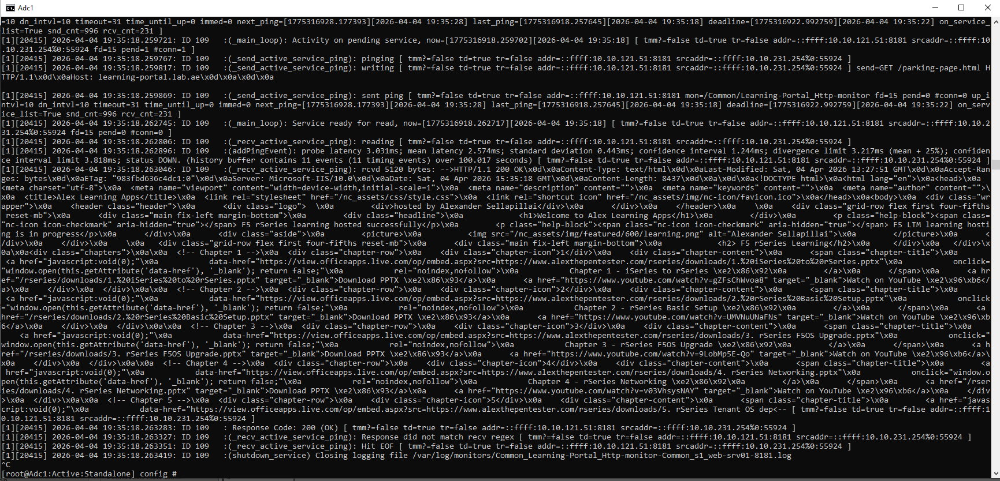 Adc1
=10 dn_intvl=10 timeout=31 time_until_up=0 immed=0 next_ping=[1775316928.177393][2026-04-04 19:35:28] last_ping=[1775316918.257645][2026-04-04 19:35:18] deadline=[1775316922.992759][2026-04-04 19:35:22] on_service_
list=True snd_cnt=996 rcv_cnt=231 ]
[1][20415] 2026-04-04 19:35:18.259721: ID 109   :(_main_loop): Activity on pending service, now=[1775316918.259702][2026-04-04 19:35:18] [ tmm?=false td=true tr=false addr=::ffff:10.10.121.51:8181 srcaddr=::ffff:10
.10.231.254%0:55924 fd=15 pend=1 #conn=1 ]
[1][20415] 2026-04-04 19:35:18.259767: ID 109   :(_send_active_service_ping): pinging [ tmm?=false td=true tr=false addr=::ffff:10.10.121.51:8181 srcaddr=::ffff:10.10.231.254%0:55924 ]
[1][20415] 2026-04-04 19:35:18.259817: ID 109   :(_send_active_service_ping): writing [ tmm?=false td=true tr=false addr=::ffff:10.10.121.51:8181 srcaddr=::ffff:10.10.231.254%0:55924 ] send=GET /parking-page.html H
TTP/1.1\x0d\x0aHost: learning-portal.lab.ae\x0d\x0a\x0d\x0a
[1][20415] 2026-04-04 19:35:18.259869: ID 109   :(_send_active_service_ping): sent ping [ tmm?=false td=true tr=false addr=::ffff:10.10.121.51:8181 mon=/Common/Learning-Portal_Http-monitor fd=15 pend=0 #conn=0 up_i
ntvl=10 dn_intvl=10 timeout=31 time_until_up=0 immed=0 next_ping=[1775316928.177393][2026-04-04 19:35:28] last_ping=[1775316918.257645][2026-04-04 19:35:18] deadline=[1775316922.992759][2026-04-04 19:35:22] on_serv
ice_list=True snd_cnt=996 rcv_cnt=231 ]
[1][20415] 2026-04-04 19:35:18.262745: ID 109   :(_main_loop): Service ready for read, now=[1775316918.262717][2026-04-04 19:35:18] [ tmm?=false td=true tr=false addr=::ffff:10.10.121.51:8181 srcaddr=::ffff:10.10.2
31.254%0:55924 fd=15 pend=0 #conn=0 ]
[1][20415] 2026-04-04 19:35:18.262806: ID 109   :(_recv_active_service_ping): reading [ tmm?=false td=true tr=false addr=::ffff:10.10.121.51:8181 srcaddr=::ffff:10.10.231.254%0:55924 ]
[1][20415] 2026-04-04 19:35:18.262896: ID 109   :(addPingEvent): probe latency 3.031ms; mean latency 2.574ms; standard deviation 0.443ms; confidence interval 1.244ms; divergence limit 3.217ms (mean + 25%); confiden
ce interval limit 3.818ms; status DOWN. (history buffer contains 11 events (11 timing events) over 100.017 seconds) [ tmm?=false td=true tr=false addr=::ffff:10.10.121.51:8181 srcaddr=::ffff:10.10.231.254%0:55924 ]
[1][20415] 2026-04-04 19:35:18.263046: ID 109   :(_recv_active_service_ping): rcvd 5120 bytes: -->HTTP/1.1 200 OK\x0d\x0aContent-Type: text/html\x0d\x0aLast-Modified: Sat, 04 Apr 2026 13:27:51 GMT\x0d\x0aAccept-Ran
ges: bytes\x0d\x0aETag: "983fbd636c4dc1:0"\x0d\x0aServer: Microsoft-IIS/10.0\x0d\x0aDate: Sat, 04 Apr 2026 15:35:18 GMT\x0d\x0aContent-Length: 8437\x0d\x0a\x0d\x0a<!DOCTYPE html>\x0a<html lang="en">\x0a<head>\x0a
<meta charset="utf-8">\x0a  <meta name="viewport" content="width=device-width,initial-scale=1">\x0a  <meta name="description" content="">\x0a  <meta name="keywords" content="">\x0a  <meta name="author" content="">\
x0a  <title>Alex Learning Apps</title>\x0a  <link rel="stylesheet" href="/nc_assets/css/style.css">\x0a  <link rel="shortcut icon" href="/nc_assets/img/nc-icon/favicon.ico">\x0a</head>\x0a<body>\x0a  <div class="wr
apper">\x0a    <header class="header">\x0a      <div class="logo">  \x0a        <div>hosted by Alexander Sellapillai</div>\x0a      </div>\x0a    </header>\x0a    \x0a    <div class="grid-row flex first four-fifths
 reset-mb">\x0a      <div class="main fix-left margin-bottom">\x0a        <div class="headline">\x0a          <h1>Welcome to Alex Learning Apps</h1>\x0a        </div>\x0a        <p class="help-block"><span class=
"nc-icon icon-checkmark" aria-hidden="true"></span> F5 rSeries learning hosted successfully</p>\x0a          <p class="help-block"><span class="nc-icon icon-checkmark" aria-hidden="true"></span> F5 LTM learning hosti
ng is in progress</p>\x0a      </div>\x0a      <div class="aside">\x0a        <picture>\x0a          <img src="/nc_assets/img/featured/600/learning.png" alt="Alexander Sellapillai">\x0a        </picture>\x0a      <
/div>\x0a    </div>\x0a    \x0a   <div class="grid-row flex first four-fifths reset-mb">\x0a      <div class="main fix-left margin-bottom">\x0a        <h2> F5 rSeries Learning</h2>\x0a      </div>\x0a    </div>\x
0a\x0a<div class="chapters">\x0a\x0a  <!-- Chapter 1 -->\x0a  <div class="chapter-row">\x0a    <div class="chapter-icon">1</div>\x0a    <div class="chapter-content">\x0a      <span class="chapter-title">\x0a
 <a href="javascript:void(0);"\x0a           data-href="https://view.officeapps.live.com/op/embed.aspx?src=https://www.alexthepentester.com/rseries/downloads/1.%20iSeries%20to%20rSeries.pptx"\x0a           onclick=
"window.open(this.getAttribute('data-href'), '_blank'); return false;"\x0a           rel="noindex,nofollow">\x0a              Chapter 1 - iSeries to rSeries \xe2\x86\x92\x0a          </a>\x0a      </span>\x0a      <a hr
ef="/rseries/downloads/1.%20iSeries%20to%20rSeries.pptx" target="_blank">Download PPTX \xe2\x86\x93</a>\x0a      <a href="https://www.youtube.com/watch?v=gZFsChWvoa8" target="_blank">Watch on YouTube \xe2\x96\xb6</
a>\x0a    </div>\x0a  </div>\x0a\x0a  <!-- Chapter 2 -->\x0a  <div class="chapter-row">\x0a    <div class="chapter-icon">2</div>\x0a    <div class="chapter-content">\x0a      <span class="chapter-title">\x0a
 <a href="javascript:void(0);"\x0a           data-href="https://view.officeapps.live.com/op/embed.aspx?src=https://www.alexthepentester.com/rseries/downloads/2.%20rSeries%20Basic%20Setup.pptx"\x0a           onclick
="window.open(this.getAttribute('data-href'), '_blank'); return false;"\x0a           rel="noindex,nofollow">\x0a              Chapter 2 - rSeries Basic Setup \xe2\x86\x92\x0a          </a>\x0a      </span>\x0a      <a
href="/rseries/downloads/2.%20rSeries%20Basic%20Setup.pptx" target="_blank">Download PPTX \xe2\x86\x93</a>\x0a      <a href="https://www.youtube.com/watch?v=UMVNuUNaFNs" target="_blank">Watch on YouTube \xe2\x96\xb
6</a>\x0a    </div>\x0a  </div>\x0a\x0a  <!-- Chapter 3 -->\x0a  <div class="chapter-row">\x0a    <div class="chapter-icon">3</div>\x0a    <div class="chapter-content">\x0a      <span class="chapter-title">\x0a
    <a href="javascript:void(0);"\x0a           data-href="https://view.officeapps.live.com/op/embed.aspx?src=https://www.alexthepentester.com/rseries/downloads/3. rSeries F5OS Upgrade.pptx"\x0a           onclick="
window.open(this.getAttribute('data-href'), '_blank'); return false;"\x0a           rel="noindex,nofollow">\x0a              Chapter 3 - rSeries F5OS Upgrade \xe2\x86\x92\x0a          </a>\x0a      </span>\x0a      <a h
ref="/rseries/downloads/3. rSeries F5OS Upgrade.pptx" target="_blank">Download PPTX \xe2\x86\x93</a>\x0a      <a href="https://www.youtube.com/watch?v=9LobMp5E-Qo" target="_blank">Watch on YouTube \xe2\x96\xb6</a>\
x0a    </div>\x0a  </div>\x0a\x0a  <!-- Chapter 4 -->\x0a  <div class="chapter-row">\x0a    <div class="chapter-icon">4</div>\x0a    <div class="chapter-content">\x0a      <span class="chapter-title">\x0a        <a
 href="javascript:void(0);"\x0a           data-href="https://view.officeapps.live.com/op/embed.aspx?src=https://www.alexthepentester.com/rseries/downloads/4. rSeries Networking.pptx"\x0a           onclick="window.o
pen(this.getAttribute('data-href'), '_blank'); return false;"\x0a           rel="noindex,nofollow">\x0a           Chapter 4 - rSeries Networking \xe2\x86\x92\x0a          </a>\x0a      </span>\x0a      <a href="/rser
ies/downloads/4. rSeries Networking.pptx" target="_blank">Download PPTX \xe2\x86\x93</a>\x0a      <a href="https://www.youtube.com/watch?v=v03VhsysNAY" target="_blank">Watch on YouTube \xe2\x96\xb6</a>\x0a    </div
>\x0a  </div>\x0a\x0a  <!-- Chapter 5 -->\x0a  <div class="chapter-row">\x0a    <div class="chapter-icon">5</div>\x0a    <div class="chapter-content">\x0a      <span class="chapter-title">\x0a        <a href="javas
cript:void(0);"\x0a           data-href="https://view.officeapps.live.com/op/embed.aspx?src=https://www.alexthepentester.com/rseries/downloads/5. rSeries Tenant OS dep<-- [ tmm?=false td=true tr=false addr=::ffff:1
0.10.121.51:8181 srcaddr=::ffff:10.10.231.254%0:55924 ]
[1][20415] 2026-04-04 19:35:18.263283: ID 109   : Response Code: 200 (OK) [ tmm?=false td=true tr=false addr=::ffff:10.10.121.51:8181 srcaddr=::ffff:10.10.231.254%0:55924 ]
[1][20415] 2026-04-04 19:35:18.263327: ID 109   :(_recv_active_service_ping): Response did not match recv regex [ tmm?=false td=true tr=false addr=::ffff:10.10.121.51:8181 srcaddr=::ffff:10.10.231.254%0:55924 ]
[1][20415] 2026-04-04 19:35:18.263351: ID 109   :(_recv_active_service_ping): Hit EOF [ tmm?=false td=true tr=false addr=::ffff:10.10.121.51:8181 srcaddr=::ffff:10.10.231.254%0:55924 ]
[1][20415] 2026-04-04 19:35:18.263419: ID 109   :(shutdown_service) Closing logging file /var/log/monitors/Common_Learning-Portal_Http-monitor-Common_s1_web-srv01-8181.log
^C
[root@Adc1:Active:Standalone] config #